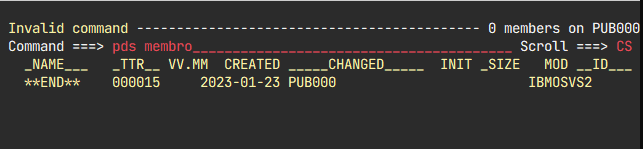 Invalid command ------------------------------------------ 0 members on PUB000
Command ===> pds membro_______________________________________ Scroll ===> CS
_NAME___ _TTR__ VV.MM CREATED _____CHANGED_____ INIT _SIZE MOD __ID___
**END** 000015 2023-01-23 PUB000 IBMOSVS2